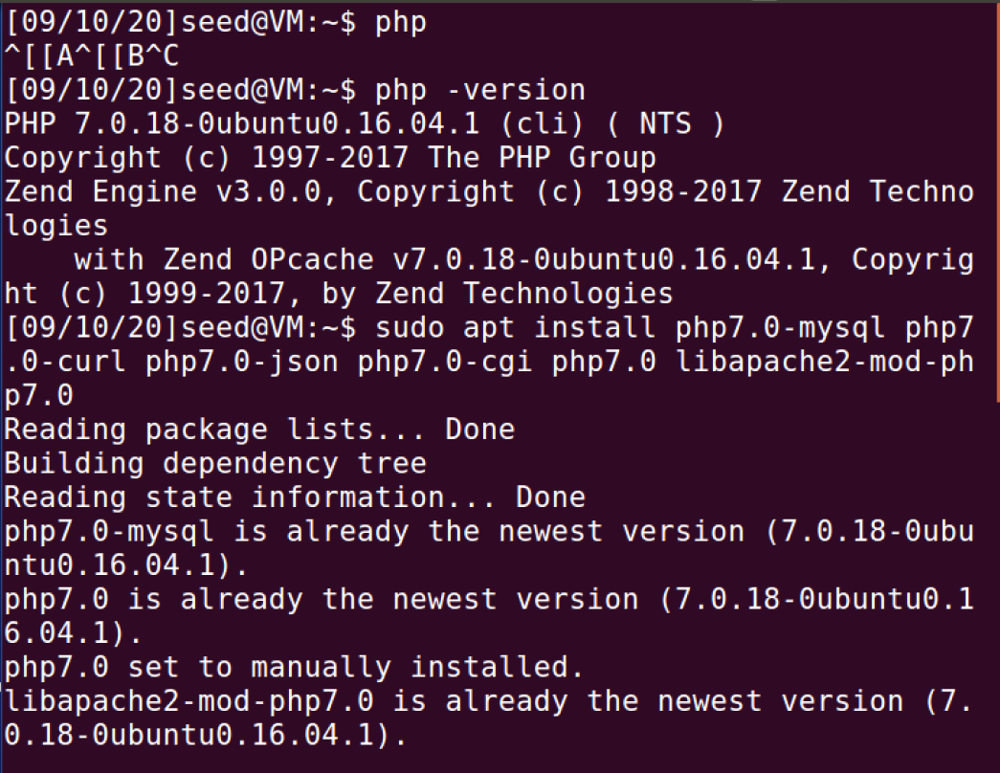 [09/10/20]seed@VM:~$ php
^[[A^[[B^C
[09/10/20]seed@VM:~$ php -version
PHP 7.0.18-0ubuntu0.16.04.1 (cli) ( NTS )
Copyright (c) 1997-2017 The PHP Group
Zend Engine v3.0.0, Copyright (c) 1998-2017 Zend Techno
logies
    with Zend OPcache v7.0.18-0ubuntu0.16.04.1, Copyrig
ht (c) 1999-2017, by Zend Technologies
[09/10/20]seed@VM:~$ sudo apt install php7.0-mysql php7
.0-curl php7.0-json php7.0-cgi php7.0 libapache2-mod-ph
p7.0
Reading package lists... Done
Building dependency tree
Reading state information... Done
php7.0-mysql is already the newest version (7.0.18-0ubu
ntu0.16.04.1).
php7.0 is already the newest version (7.0.18-0ubuntu0.1
6.04.1).
php7.0 set to manually installed.
libapache2-mod-php7.0 is already the newest version (7.
0.18-0ubuntu0.16.04.1).